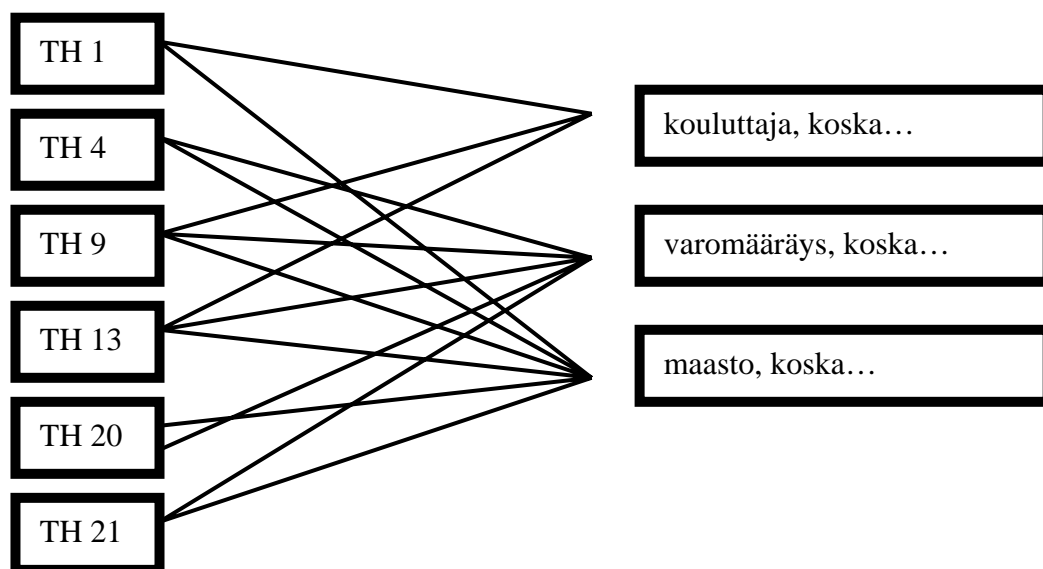 TH 1
TH 4
TH 9
TH 13
TH 20
TH 21
kouluttaja, koska…
varomääräys, koska…
maasto, koska…